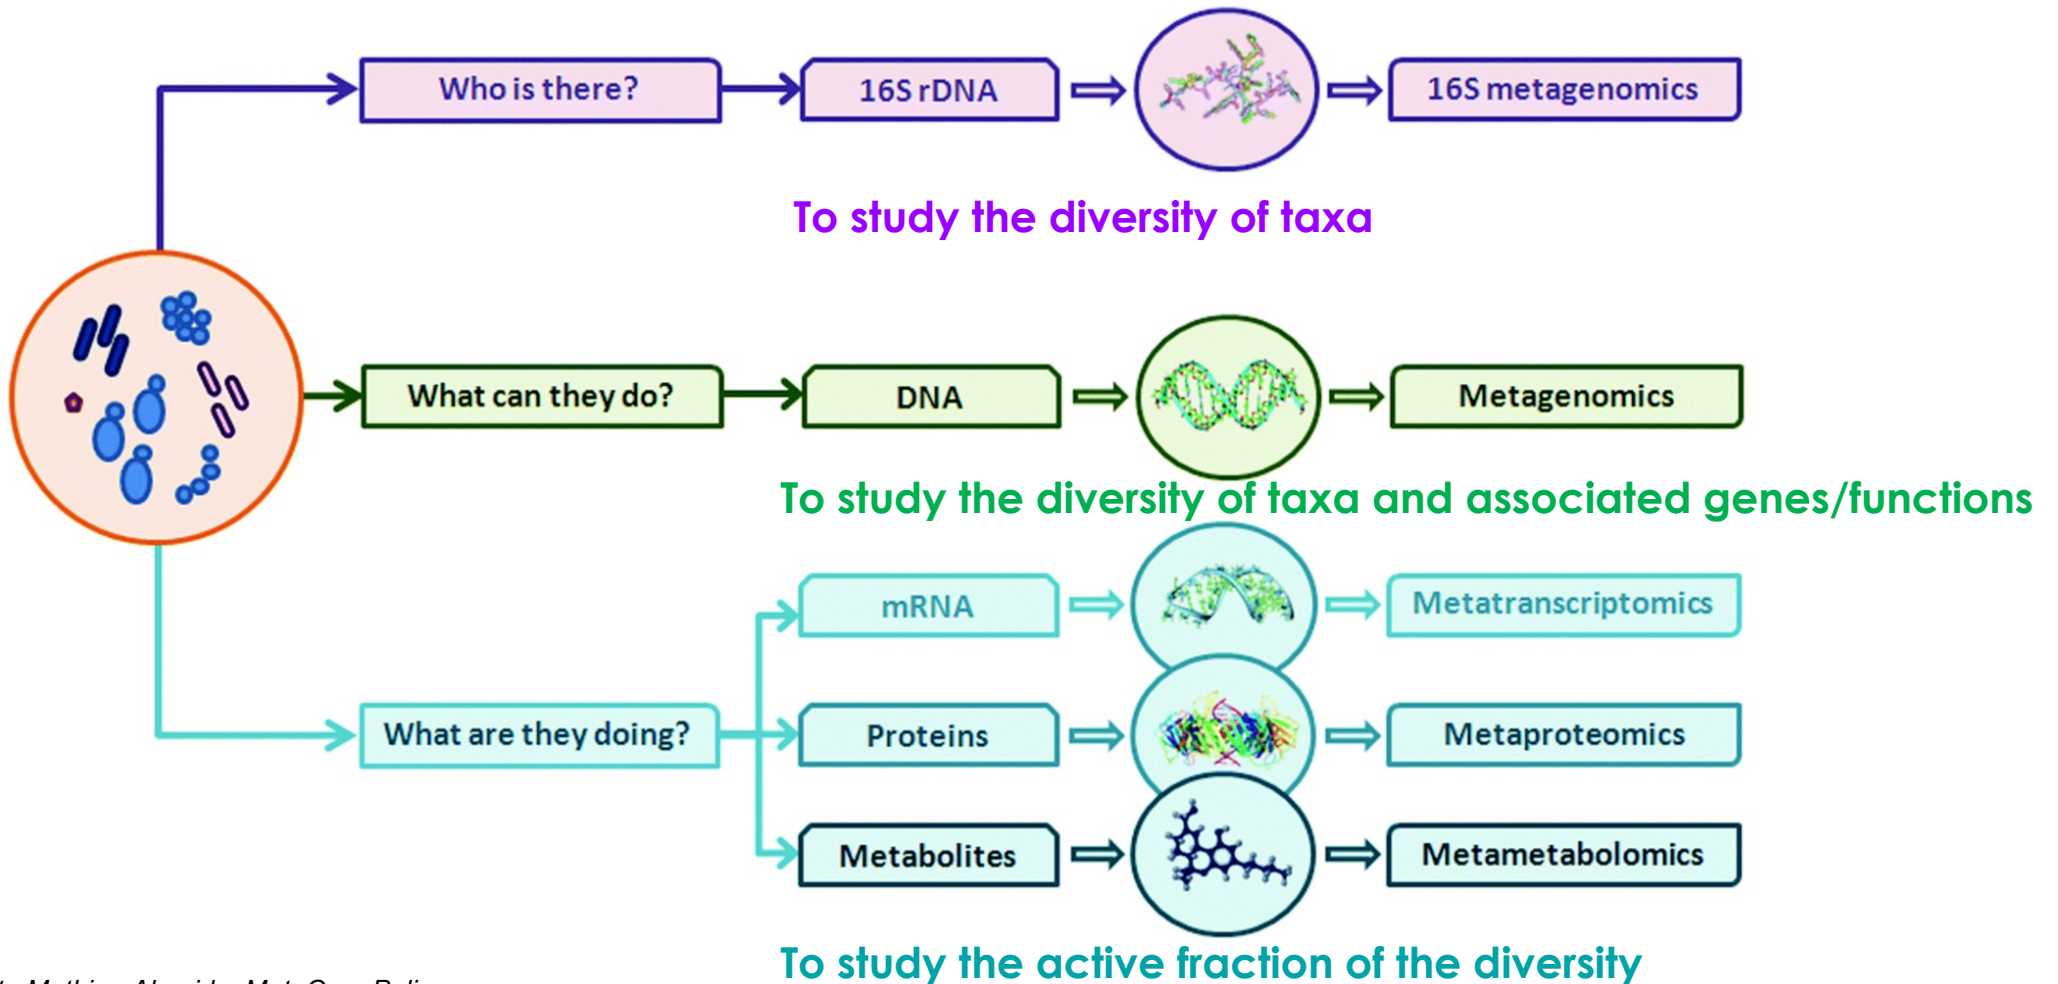 Who is there?
16S rDNA
16S metagenomics
To study the diversity of taxa
What can they do?
DNA
Metagenomics
To study the diversity of taxa and associated genes/functions
mRNA
Metatranscriptomics
What are they doing?
Proteins
Metaproteomics
Metabolites
Metametabolomics
To study the active fraction of the diversity